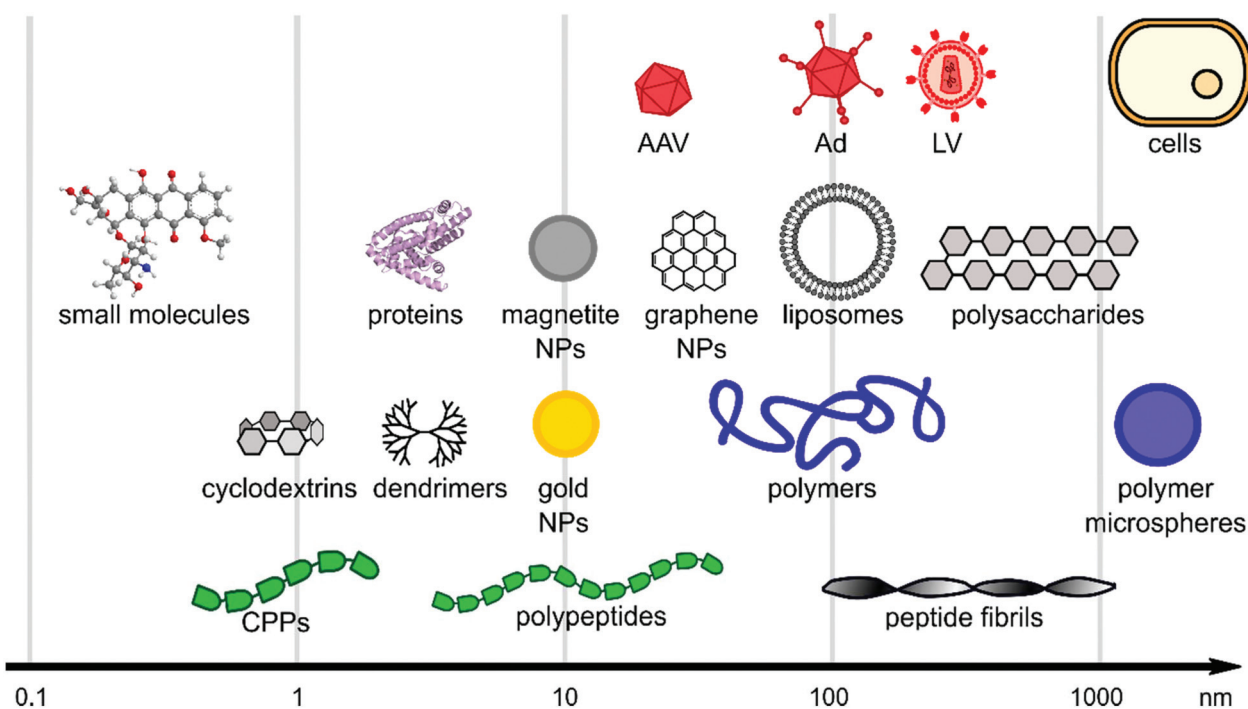 AAV
Ad
LV
cells
small molecules
proteins
magnetite
NPs
graphene
NPs
liposomes
polysaccharides
cyclodextrins
dendrimers
gold
NPs
polymers
polymer
microspheres
CPPs
polypeptides
peptide fibrils
0.1
1
10
100
1000
nm